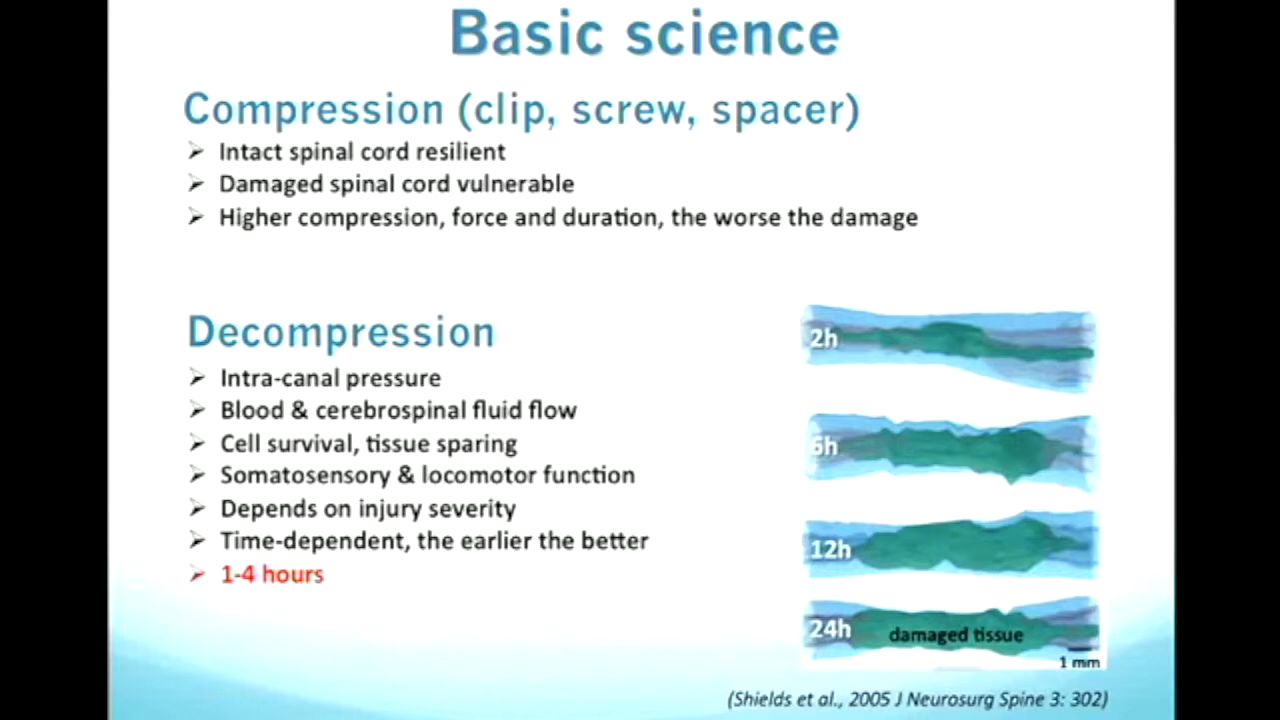 Basic science
Compression (clip, screw, spacer)
Intact spinal cord resilient
Damaged spinal cord vulnerable
Higher compression, force and duration, the worse the damage
Decompression
Intra-canal pressure
Blood & cerebrospinal fluid flow
Cell survival, tissue sparing
Somatosensory & locomotor function
Depends on injury severity
Time-dependent, the earlier the better
1-4 hours
2h
6h
12h
24h
damaged tissue
1 mm
(Shields et al., 2005 J Neurosurg Spine 3: 302)